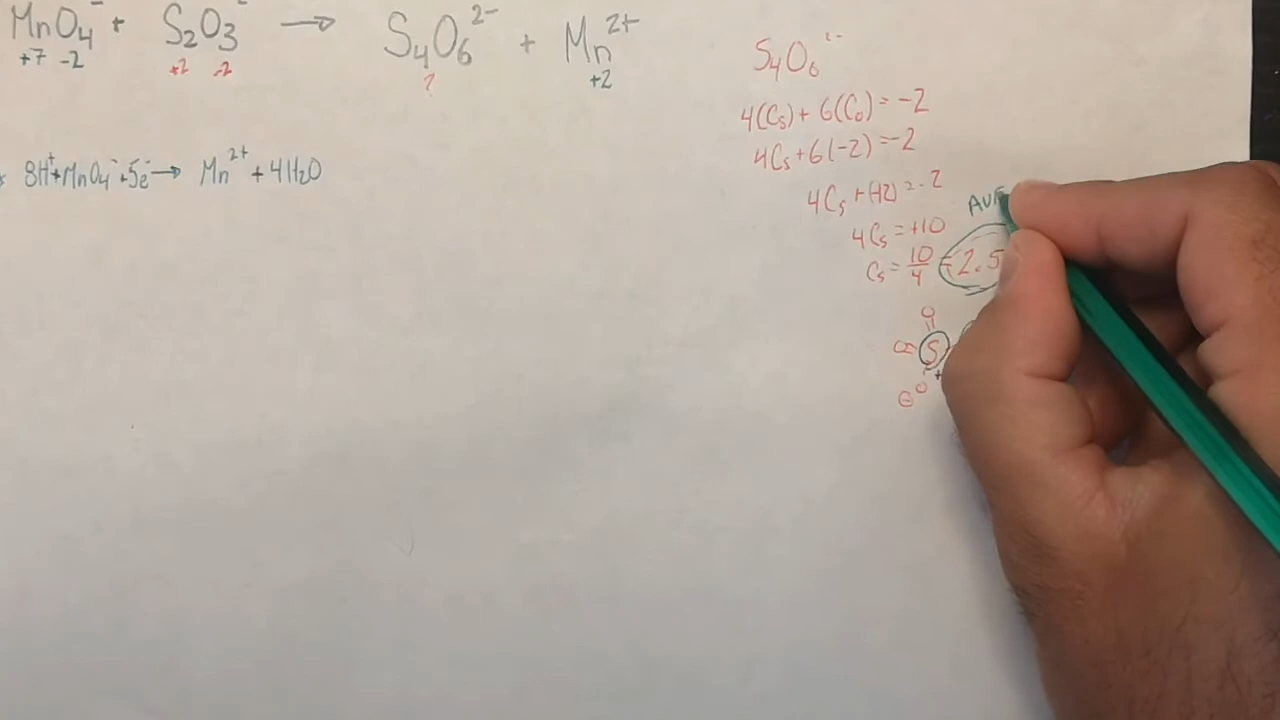 MnO₄⁻ + S₂O₃ → S₄O₆²⁻ + Mn²⁺
+7 -2 +2 -2 ? +2
8H⁺+MnO₄⁻+5e⁻→ Mn²⁺+4H₂O
S₄O₆
4(Cs)+ 6(Co)=-2
4Cs+6(-2)=-2
4Cs+(-12)=-2
4Cs=+10
Cs=10/4=2.5
O
S
+
⊖O